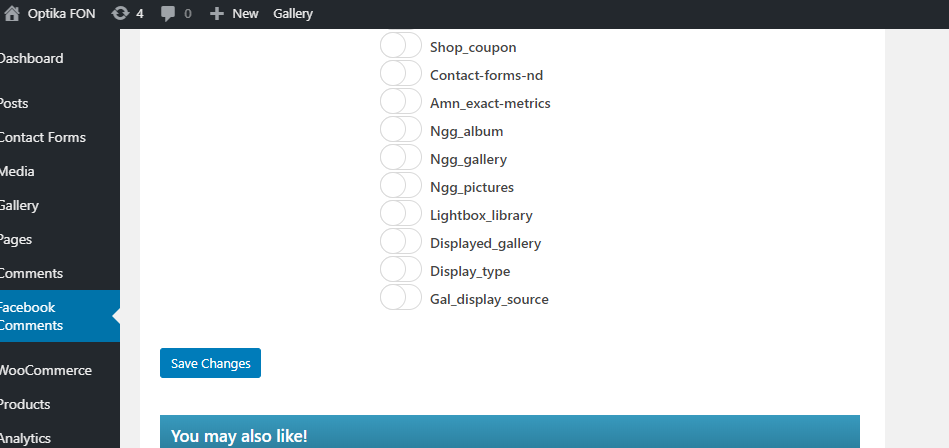 Optika FON 4 0 New Gallery
Dashboard
Posts
Contact Forms
Media
Gallery
Pages
Comments
Facebook
Comments
WooCommerce
Products
Analytics
Shop_coupon
Contact-forms-nd
Amn_exact-metrics
Ngg_album
Ngg_gallery
Ngg_pictures
Lightbox_library
Displayed_gallery
Display_type
Gal_display_source
Save Changes
You may also like!